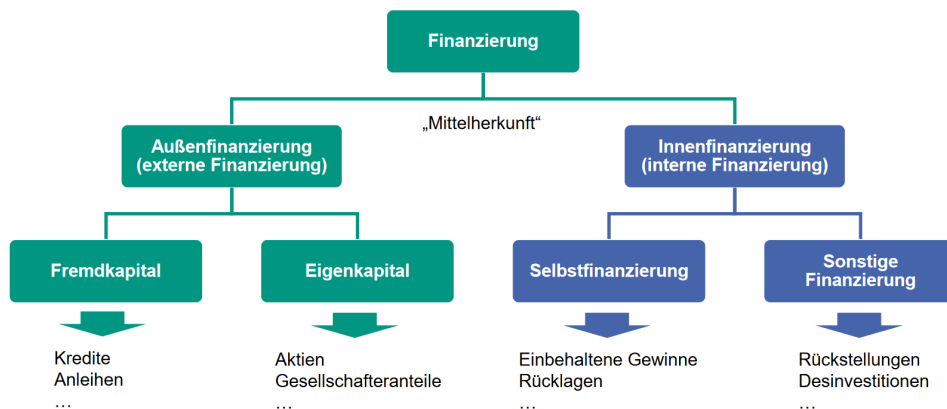 Finanzierung
„Mittelherkunft“
Außenfinanzierung
(externe Finanzierung)
Innenfinanzierung
(interne Finanzierung)
Fremdkapital
Eigenkapital
Selbstfinanzierung
Sonstige
Finanzierung
Kredite
Anleihen
…
Aktien
Gesellschafteranteile
…
Einbehaltene Gewinne
Rücklagen
…
Rückstellungen
Desinvestitionen
…